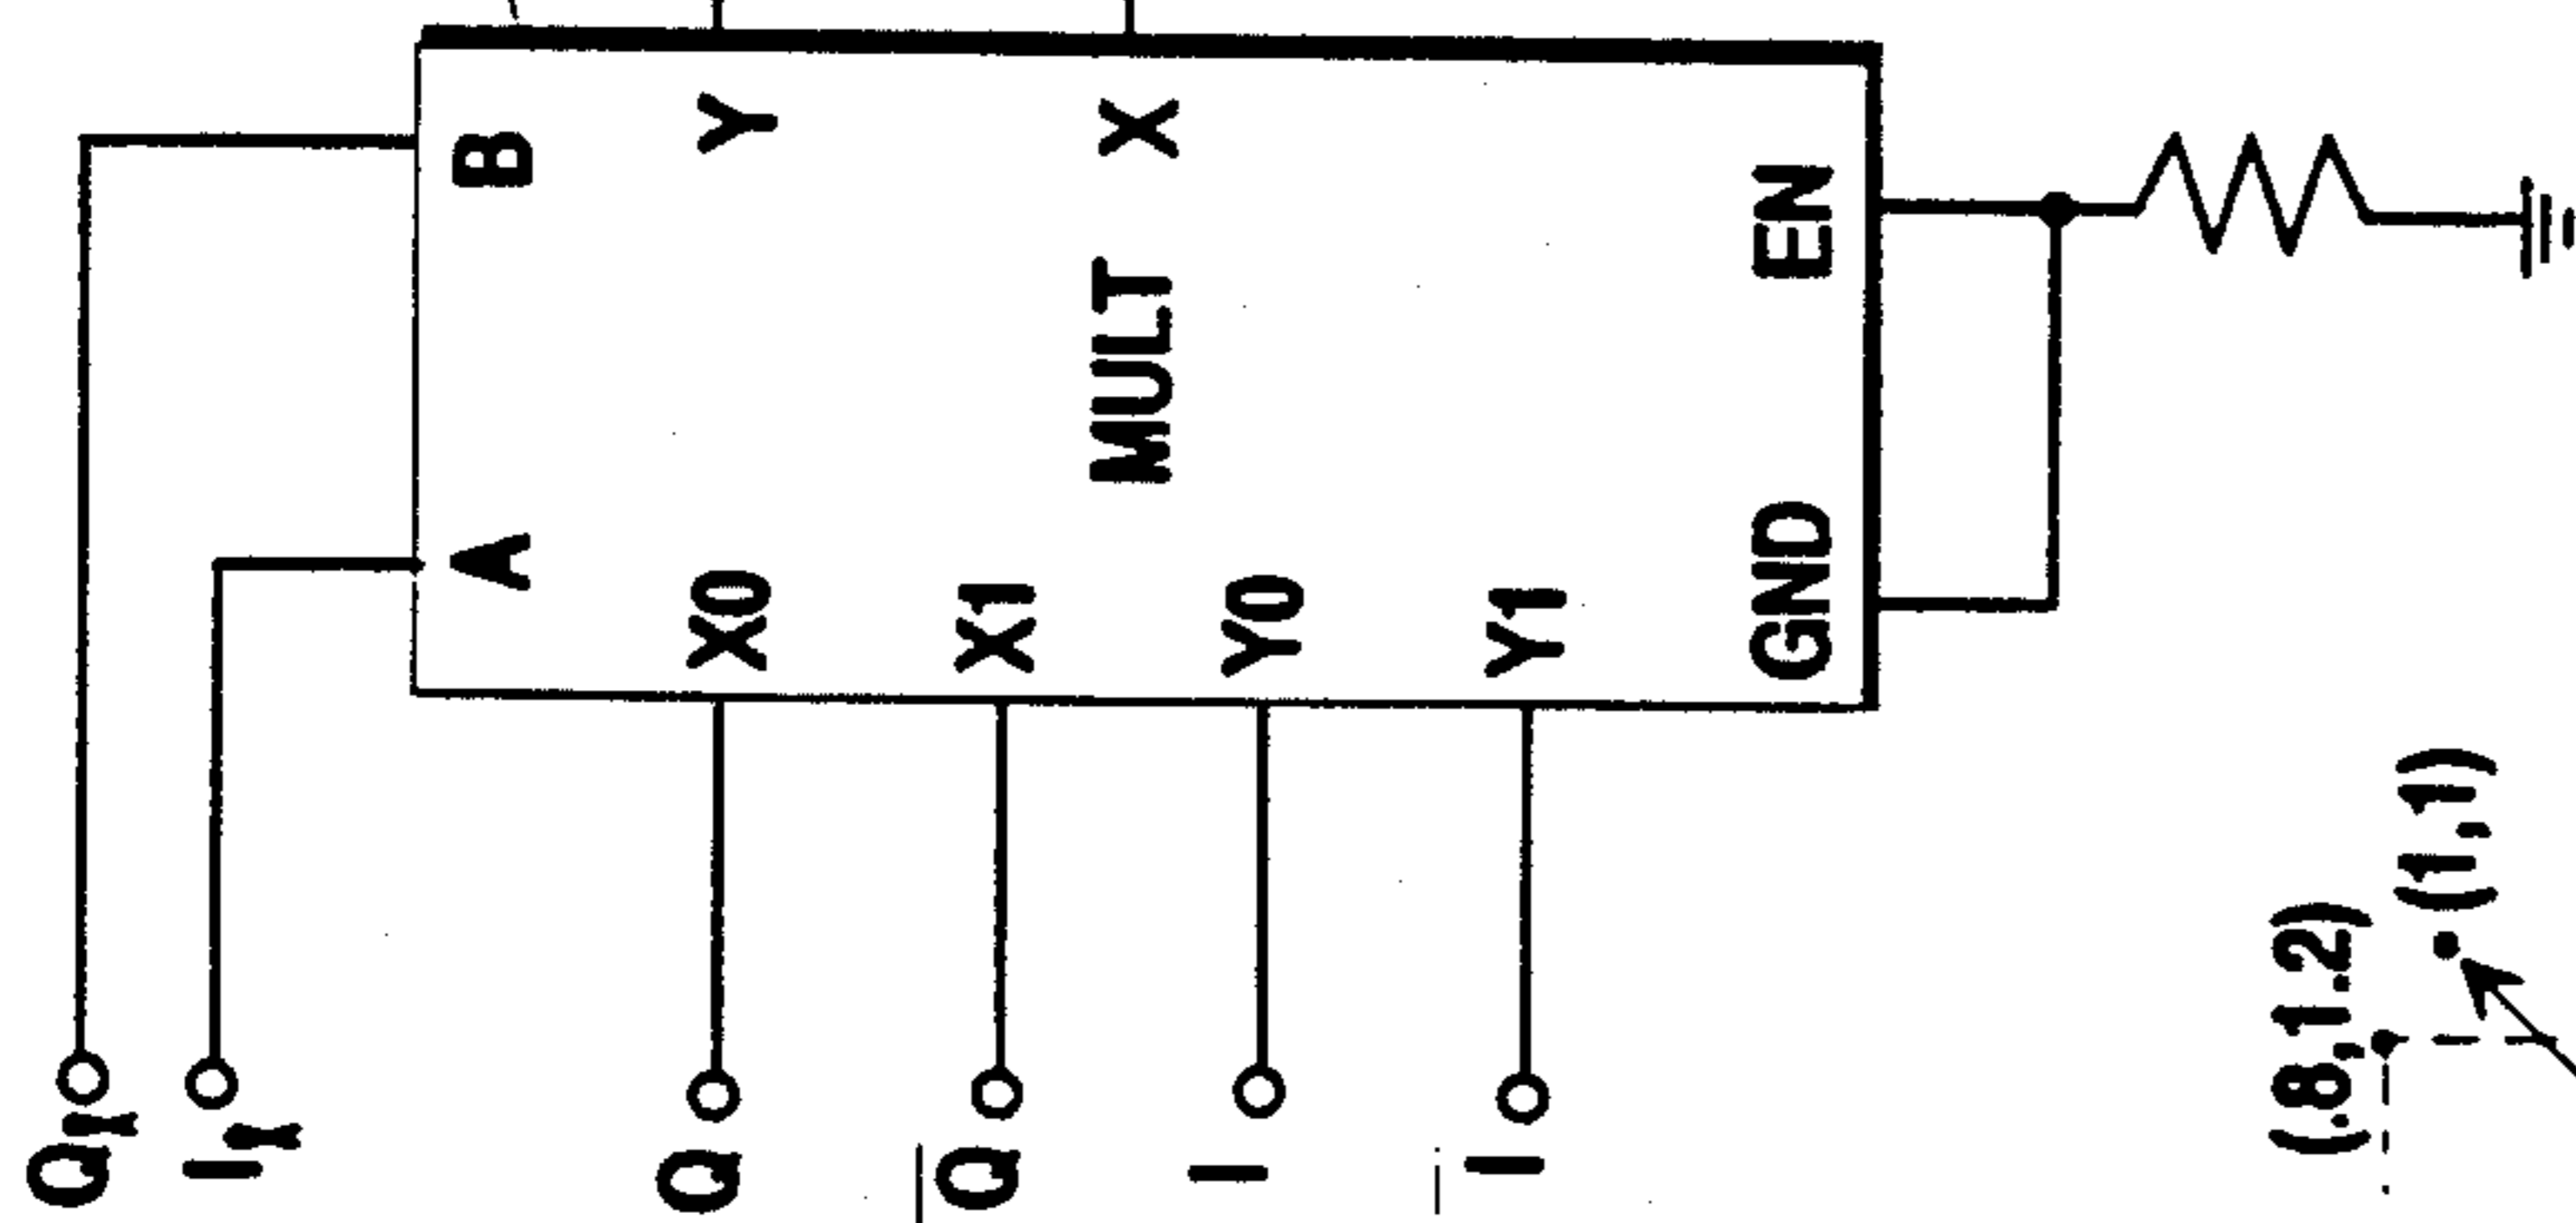 Q
I
A B
Q X0 Y
Q̅ X1
MULT X
I Y0
I̅ Y1
GND EN
(.8,1.2)
(1,1)